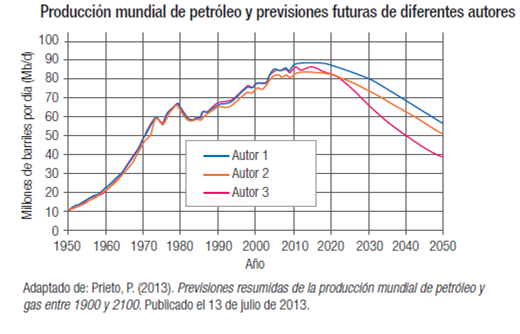 Producción mundial de petróleo y previsiones futuras de diferentes autores
Millones de barriles por día (Mb/d)
100
90
80
70
60
50
40
30
20
10
0
Autor 1
Autor 2
Autor 3
1950 1960 1970 1980 1990 2000 2010 2020 2030 2040 2050
Año
Adaptado de: Prieto, P. (2013). Previsiones resumidas de la producción mundial de petróleo y
gas entre 1900 y 2100. Publicado el 13 de julio de 2013.